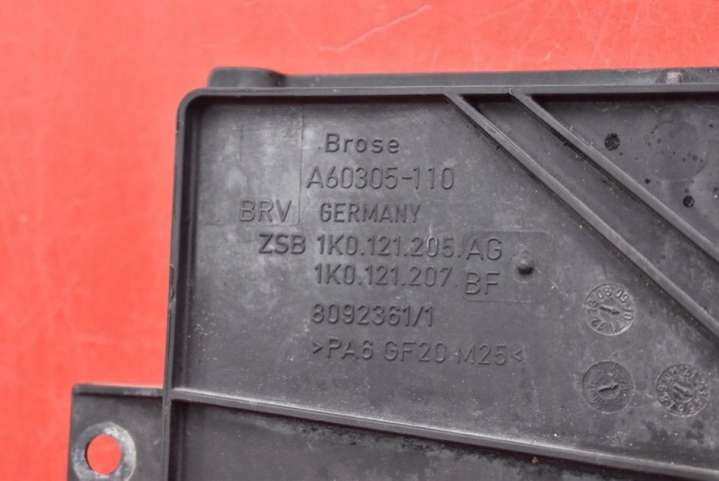 Brose
A60305-110
BRV GERMANY
ZSB 1K0.121.205.AG
1K0.121.207 BF
8092361/1
>PA6 GF20 M25<